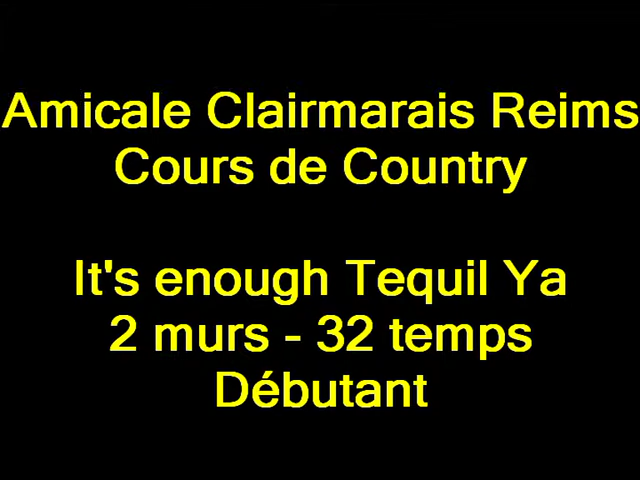 Amicale Clairmarais Reims
Cours de Country
It's enough Tequil Ya
2 murs - 32 temps
Débutant